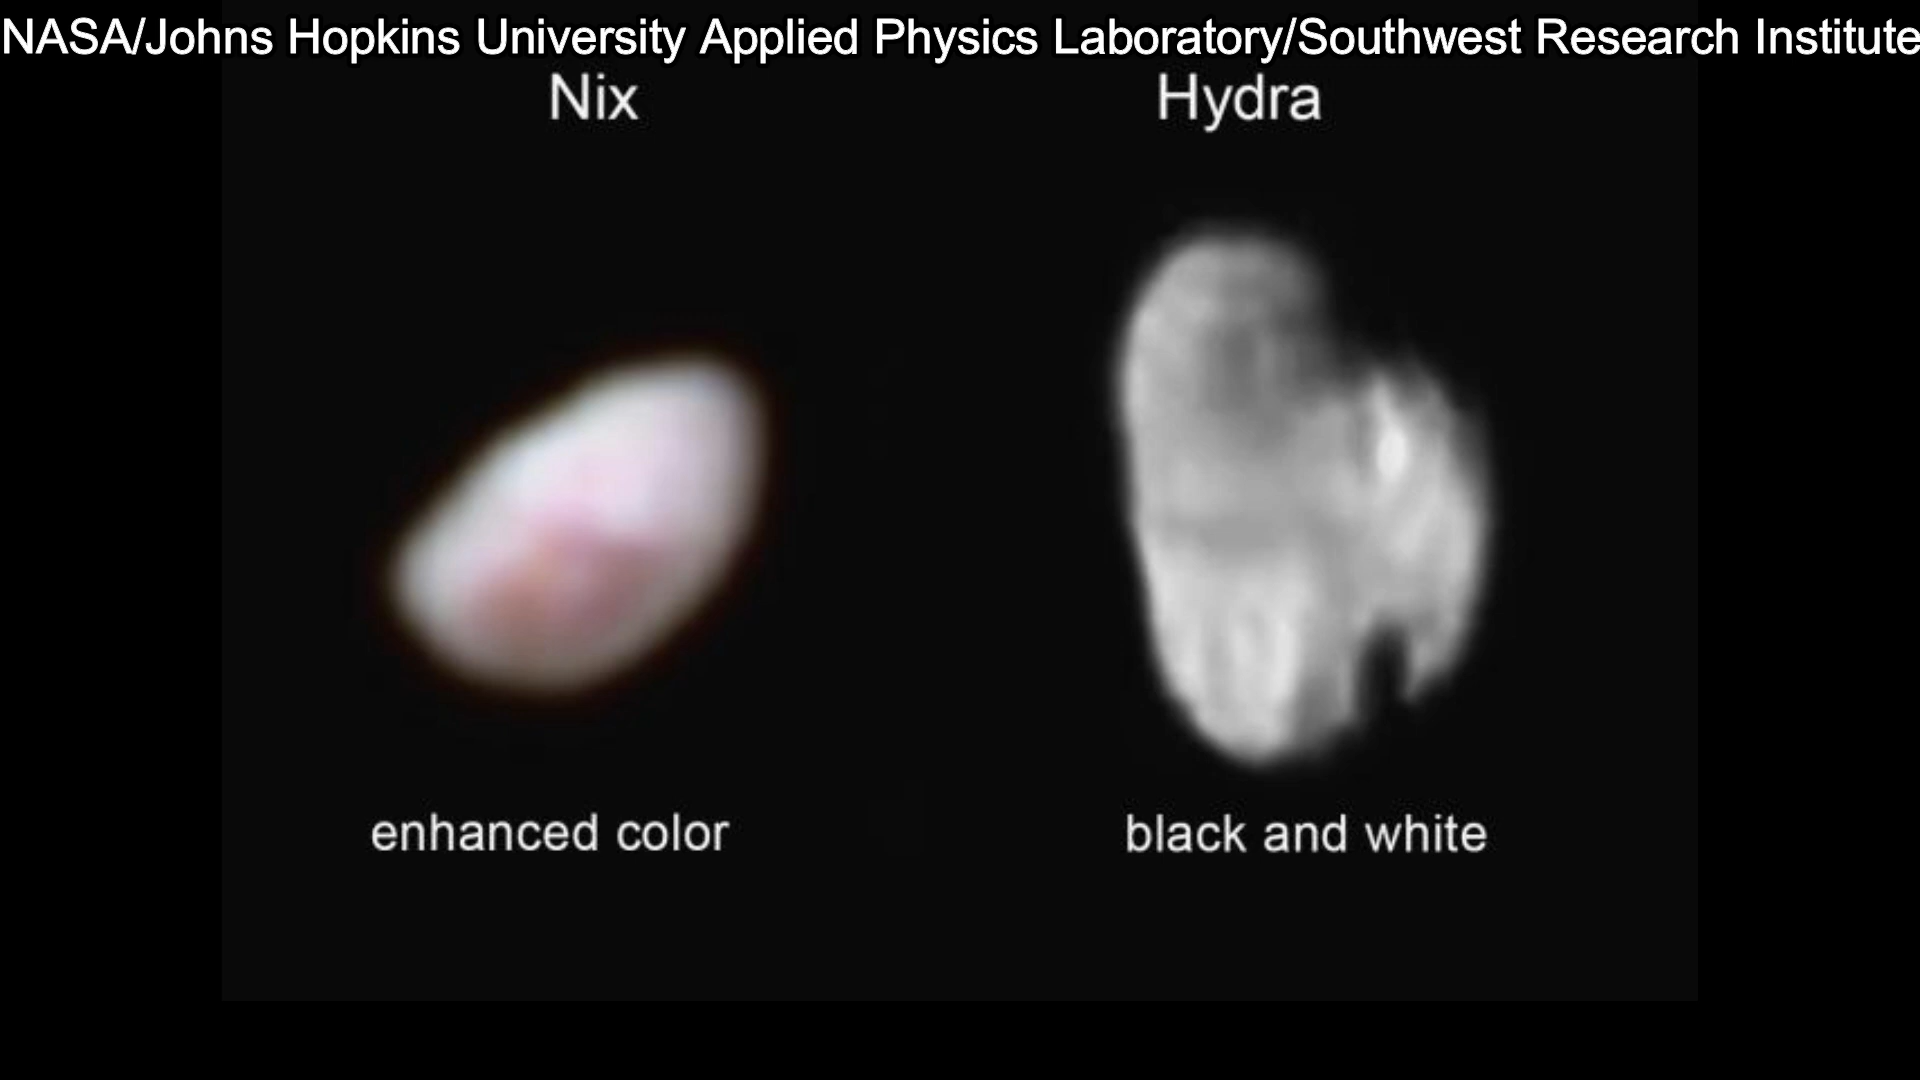 NASA/Johns Hopkins University Applied Physics Laboratory/Southwest Research Institute
Nix Hydra
enhanced color black and white